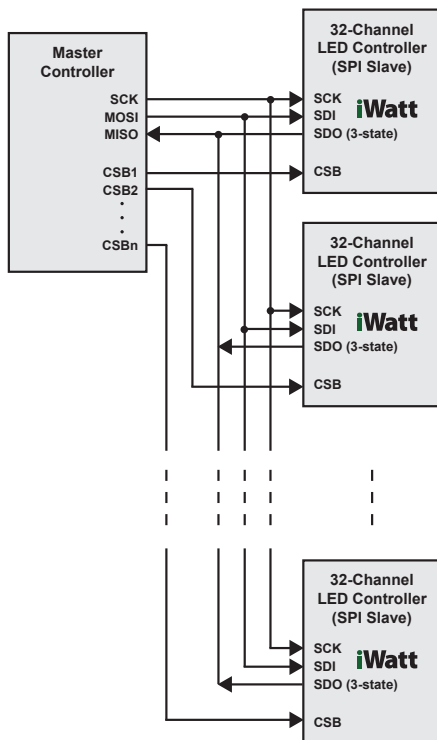 Master
Controller
SCK
MOSI
MISO
CSB1
CSB2
CSBn
32-Channel
LED Controller
(SPI Slave)
SCK
SDI
SDO (3-state)
CSB
iWatt
32-Channel
LED Controller
(SPI Slave)
SCK
SDI
SDO (3-state)
CSB
iWatt
32-Channel
LED Controller
(SPI Slave)
SCK
SDI
SDO (3-state)
CSB
iWatt